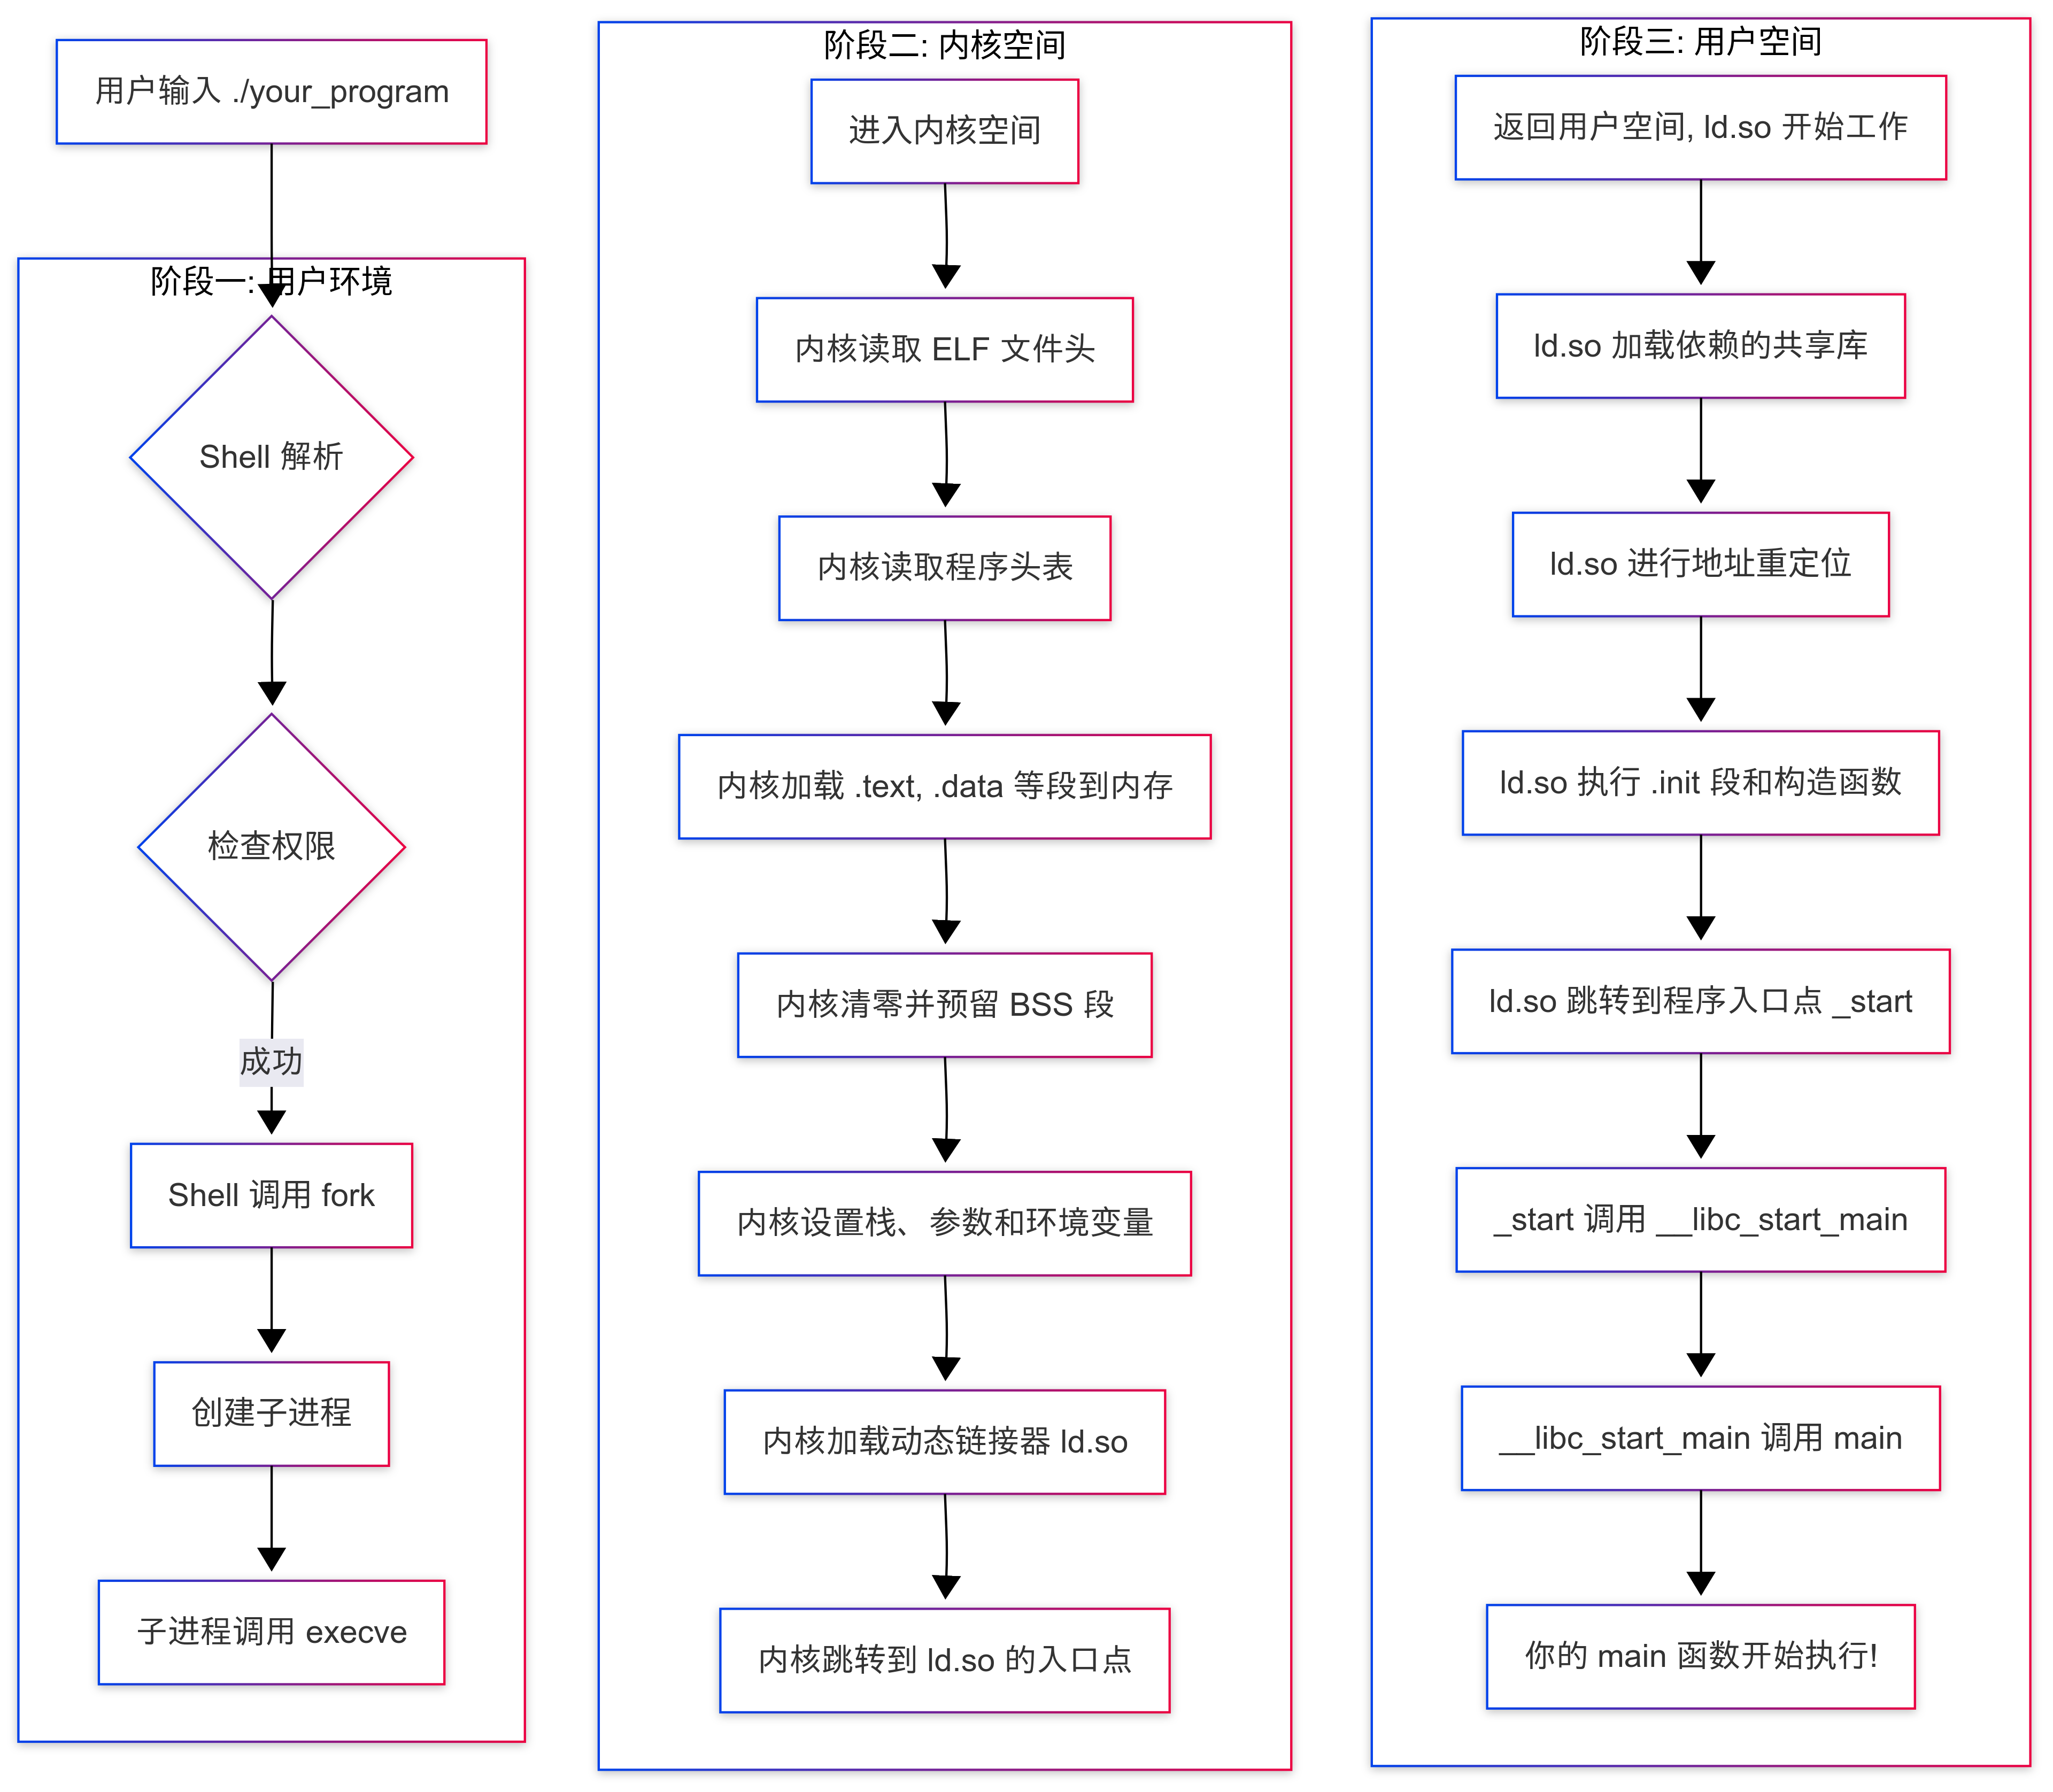 用户输入 ./your_program
阶段一: 用户环境
Shell 解析
检查权限
成功
Shell 调用 fork
创建子进程
子进程调用 execve
阶段二: 内核空间
进入内核空间
内核读取 ELF 文件头
内核读取程序头表
内核加载 .text, .data 等段到内存
内核清零并预留 BSS 段
内核设置栈、参数和环境变量
内核加载动态链接器 ld.so
内核跳转到 ld.so 的入口点
阶段三: 用户空间
返回用户空间, ld.so 开始工作
ld.so 加载依赖的共享库
ld.so 进行地址重定位
ld.so 执行 .init 段和构造函数
ld.so 跳转到程序入口点 _start
_start 调用 __libc_start_main
__libc_start_main 调用 main
你的 main 函数开始执行!